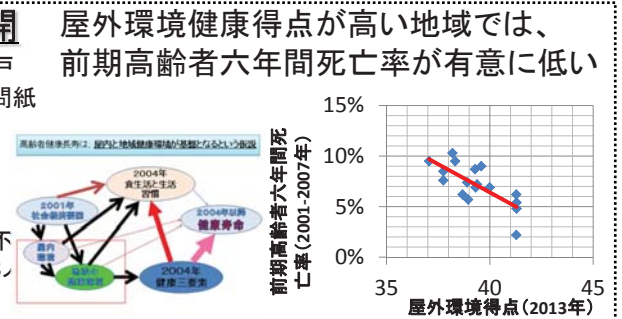 開
屋外環境健康得点が高い地域では、
前期高齢者六年間死亡率が有意に低い
戸
問紙
高齢者健康長寿は、屋内と地域健康環境が基盤となるという仮説
2004年
食生活と生活
習慣
2001年
社会経済要因
2006年以降
健康寿命
2004年
健康三要素
前期高齢者六年間死
亡率(2001-2007年)
15%
10%
5%
0%
35
40
45
屋外環境得点(2013年)